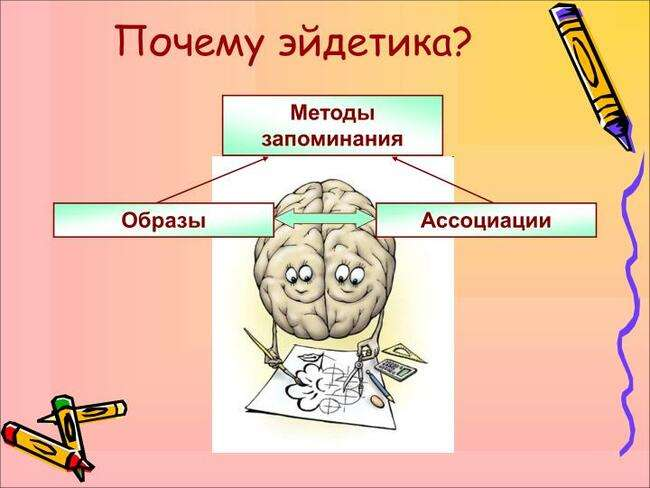 Почему эйдетика?
Методы
запоминания
Образы
Ассоциации